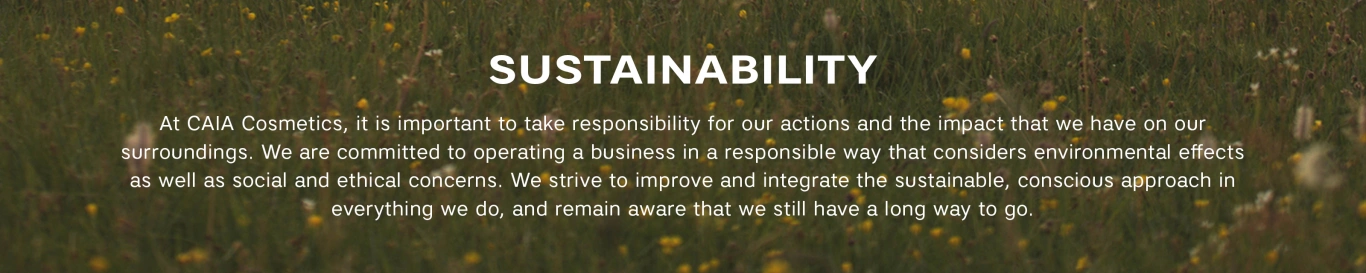 SUSTAINABILITY
At CAIA Cosmetics, it is important to take responsibility for our actions and the impact that we have on our
surroundings. We are committed to operating a business in a responsible way that considers environmental effects
as well as social and ethical concerns. We strive to improve and integrate the sustainable, conscious approach in
everything we do, and remain aware that we still have a long way to go.